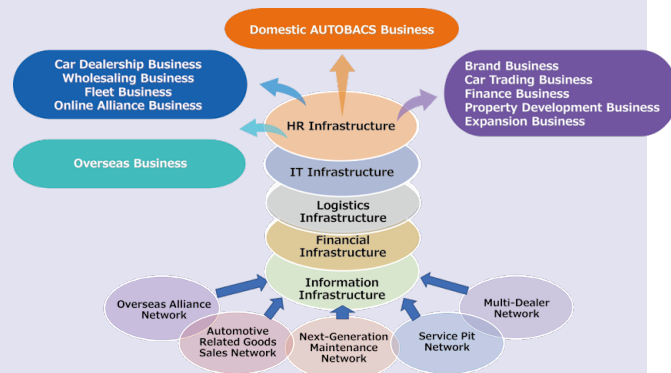 Domestic AUTOBACS Business
Car Dealership Business
Wholesaling Business
Fleet Business
Online Alliance Business
Brand Business
Car Trading Business
Finance Business
Property Development Business
Expansion Business
Overseas Business
HR Infrastructure
IT Infrastructure
Logistics
Infrastructure
Financial
Infrastructure
Information
Infrastructure
Overseas Alliance
Network
Automotive
Related Goods
Sales Network
Next-Generation
Maintenance
Network
Service Pit
Network
Multi-Dealer
Network